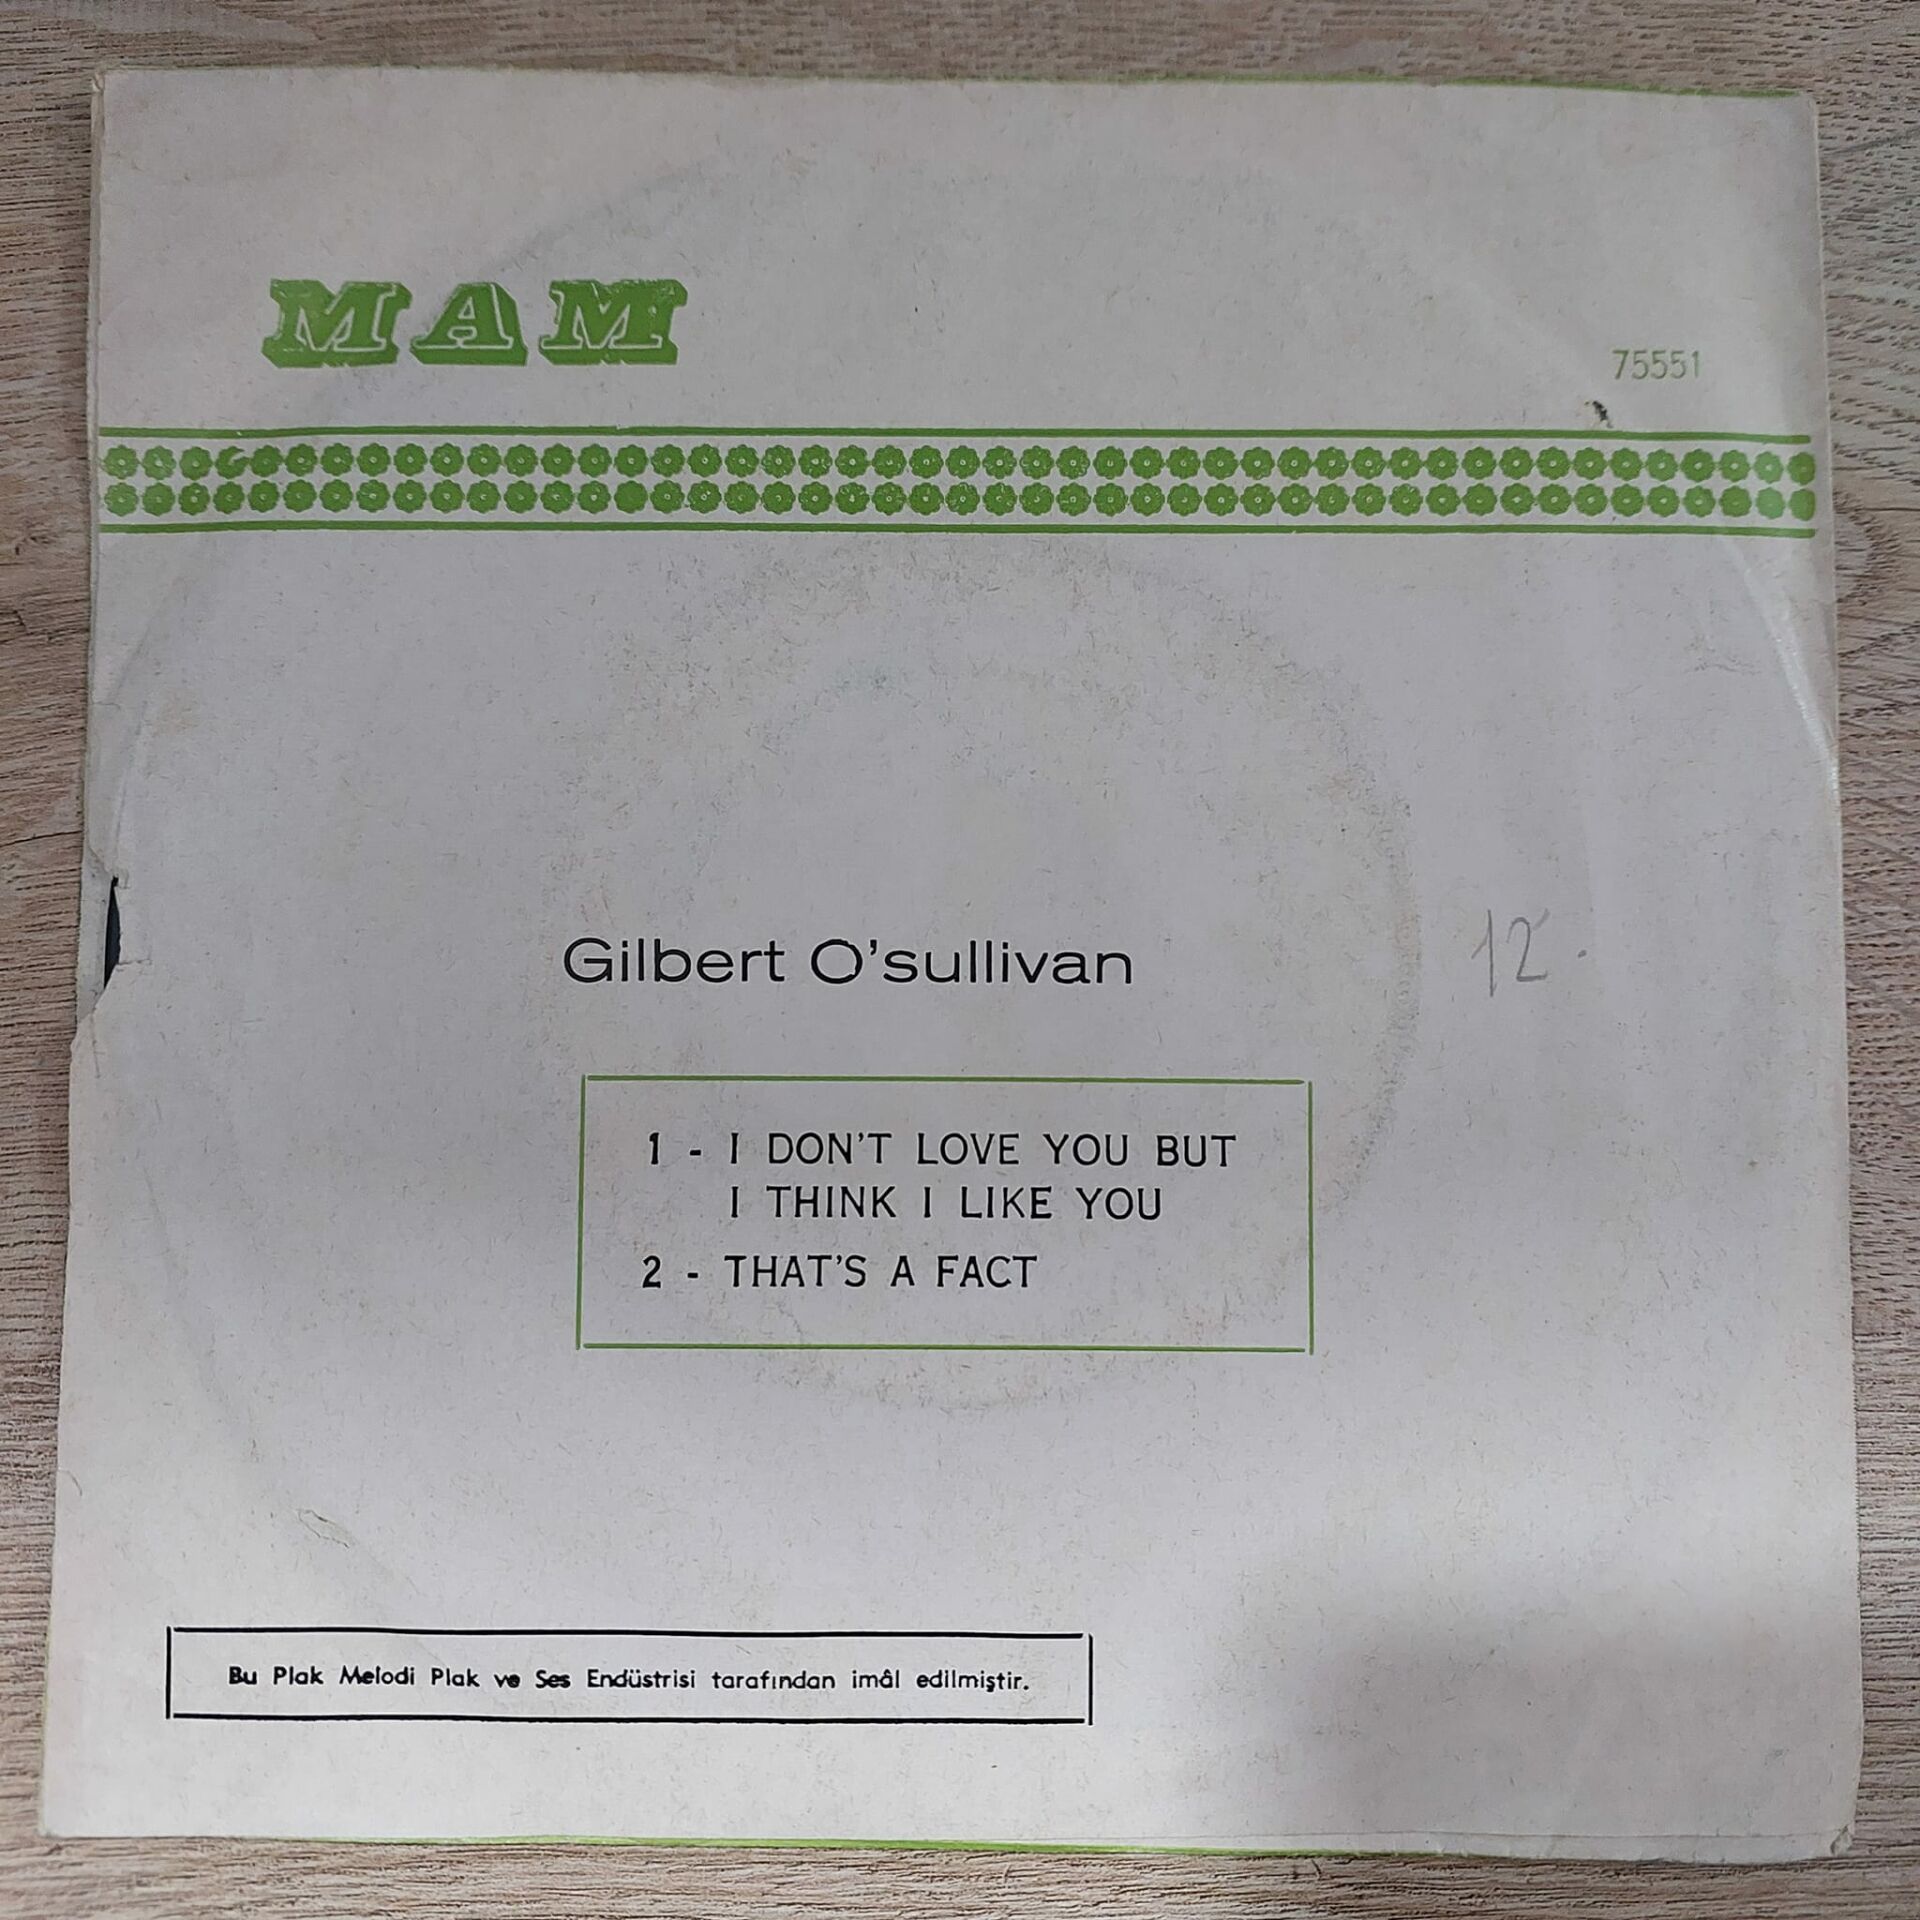 MAM
75551
Gilbert O'sullivan
12.
1 - I DON'T LOVE YOU BUT
I THINK I LIKE YOU
2 - THAT'S A FACT
Bu Plak Melodi Plak ve Ses Endüstrisi tarafından imâl edilmiştir.